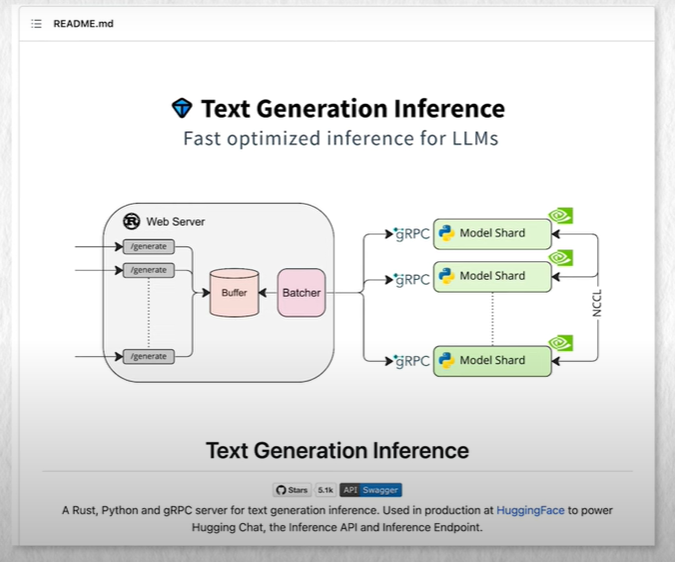 README.md
Text Generation Inference
Fast optimized inference for LLMs
R Web Server
/generate
/generate
/generate
Buffer
Batcher
gRPC
Model Shard
gRPC
Model Shard
gRPC
Model Shard
NCCL
Text Generation Inference
Stars 5.1k API Swagger
A Rust, Python and gRPC server for text generation inference. Used in production at HuggingFace to power
Hugging Chat, the Inference API and Inference Endpoint.